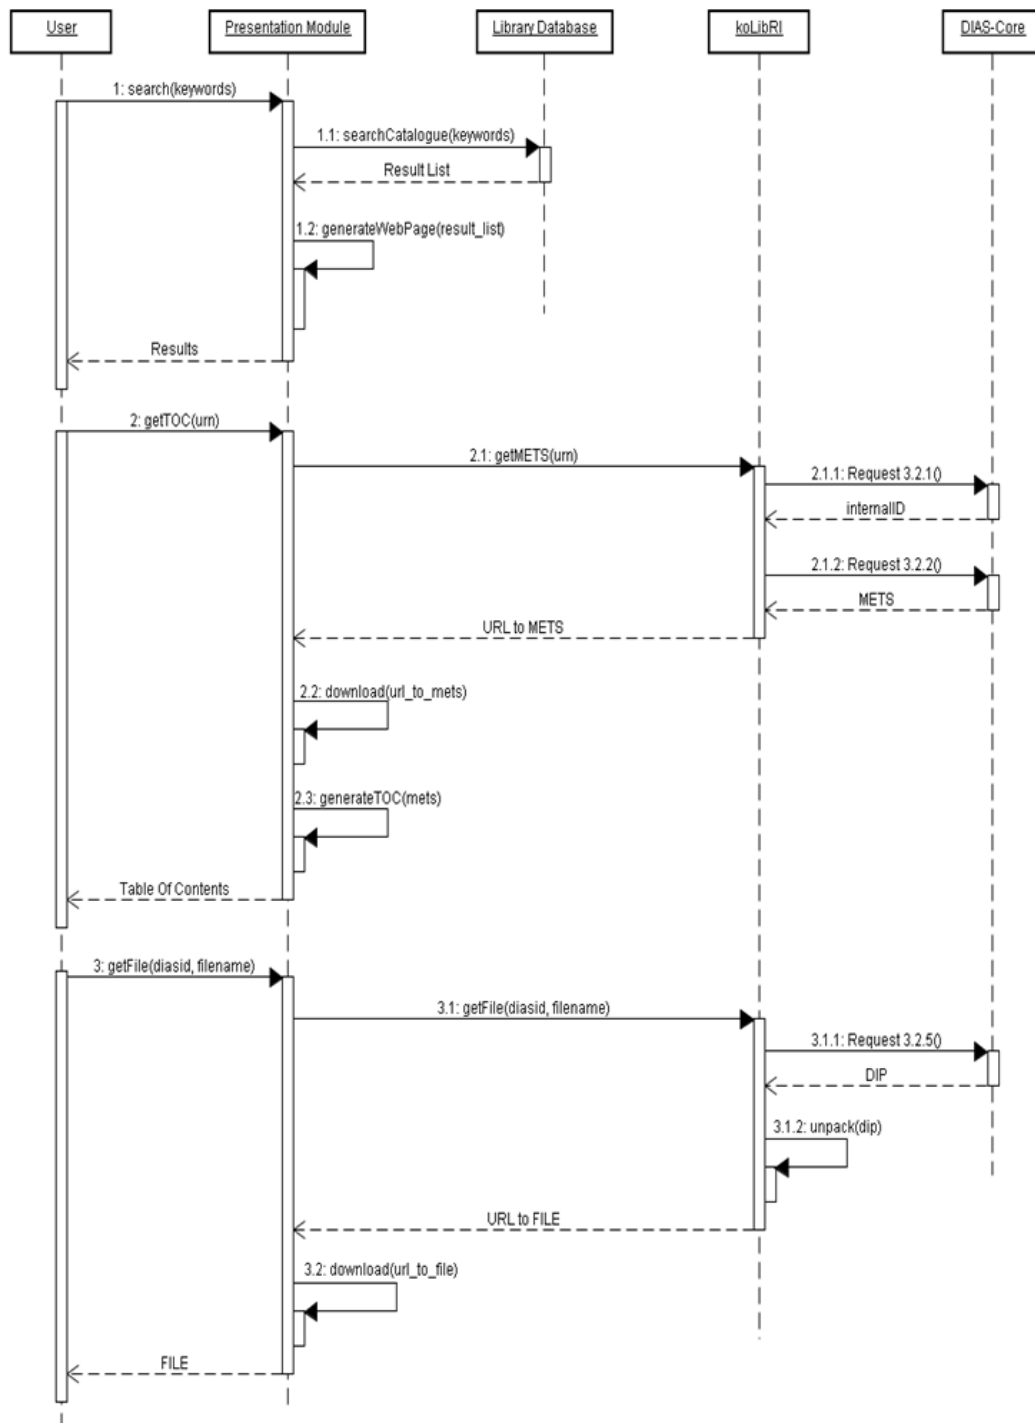 User
Presentation Module
Library Database
koLibRI
DIAS-Core
1: search(keywords)
1.1: searchCatalogue(keywords)
Result List
1.2: generateWebPage(result_list)
Results
2: getTOC(urn)
2.1: getMETS(urn)
2.1.1: Request 3.2.1()
internalID
2.1.2: Request 3.2.2()
METS
URL to METS
2.2: download(url_to_mets)
2.3: generateTOC(mets)
Table Of Contents
3: getFile(diasid, filename)
3.1: getFile(diasid, filename)
3.1.1: Request 3.2.5()
DIP
3.1.2: unpack(dip)
URL to FILE
3.2: download(url_to_file)
FILE